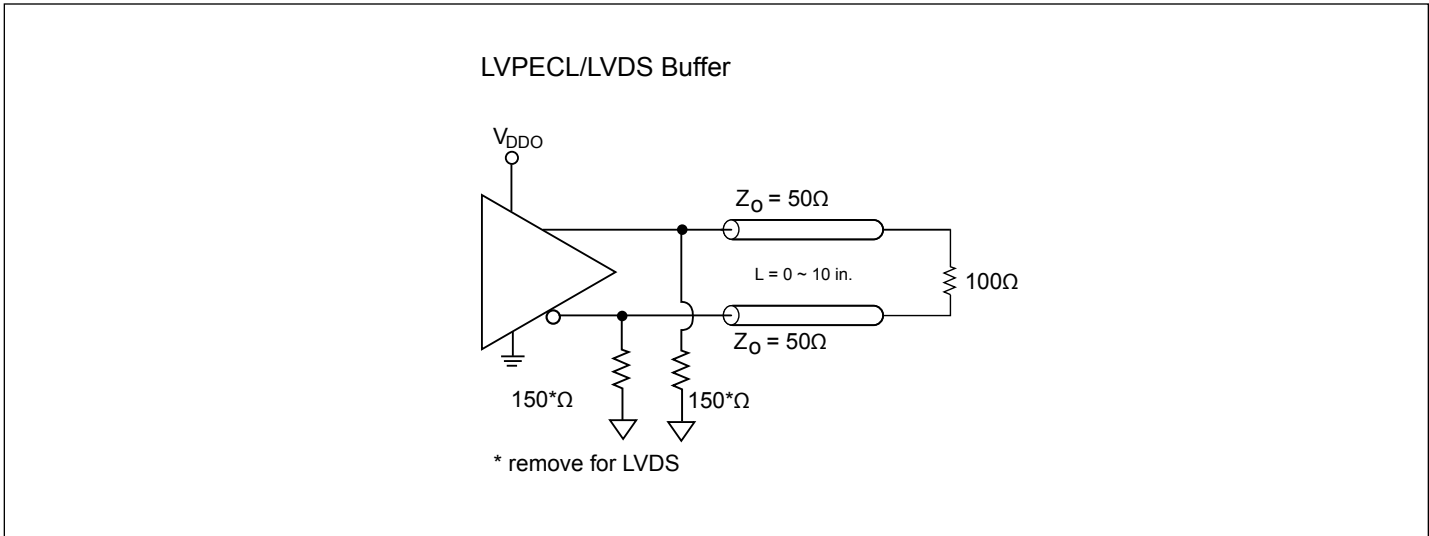 LVPECL/LVDS Buffer
VDDO
Zo = 50Ω
L = 0 ~ 10 in.
100Ω
Zo = 50Ω
150*Ω
150*Ω
* remove for LVDS